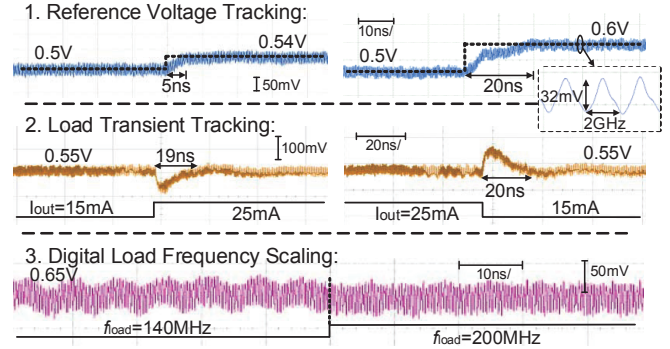 1. Reference Voltage Tracking:
0.5V
0.54V
5ns
50mV
10ns/
0.5V
0.6V
20ns
32mV
2GHz
2. Load Transient Tracking:
100mV
0.55V
19ns
Iout=15mA
25mA
20ns/
0.55V
20ns
Iout=25mA
15mA
3. Digital Load Frequency Scaling:
0.65V
10ns/
50mV
fload=140MHz
fload=200MHz